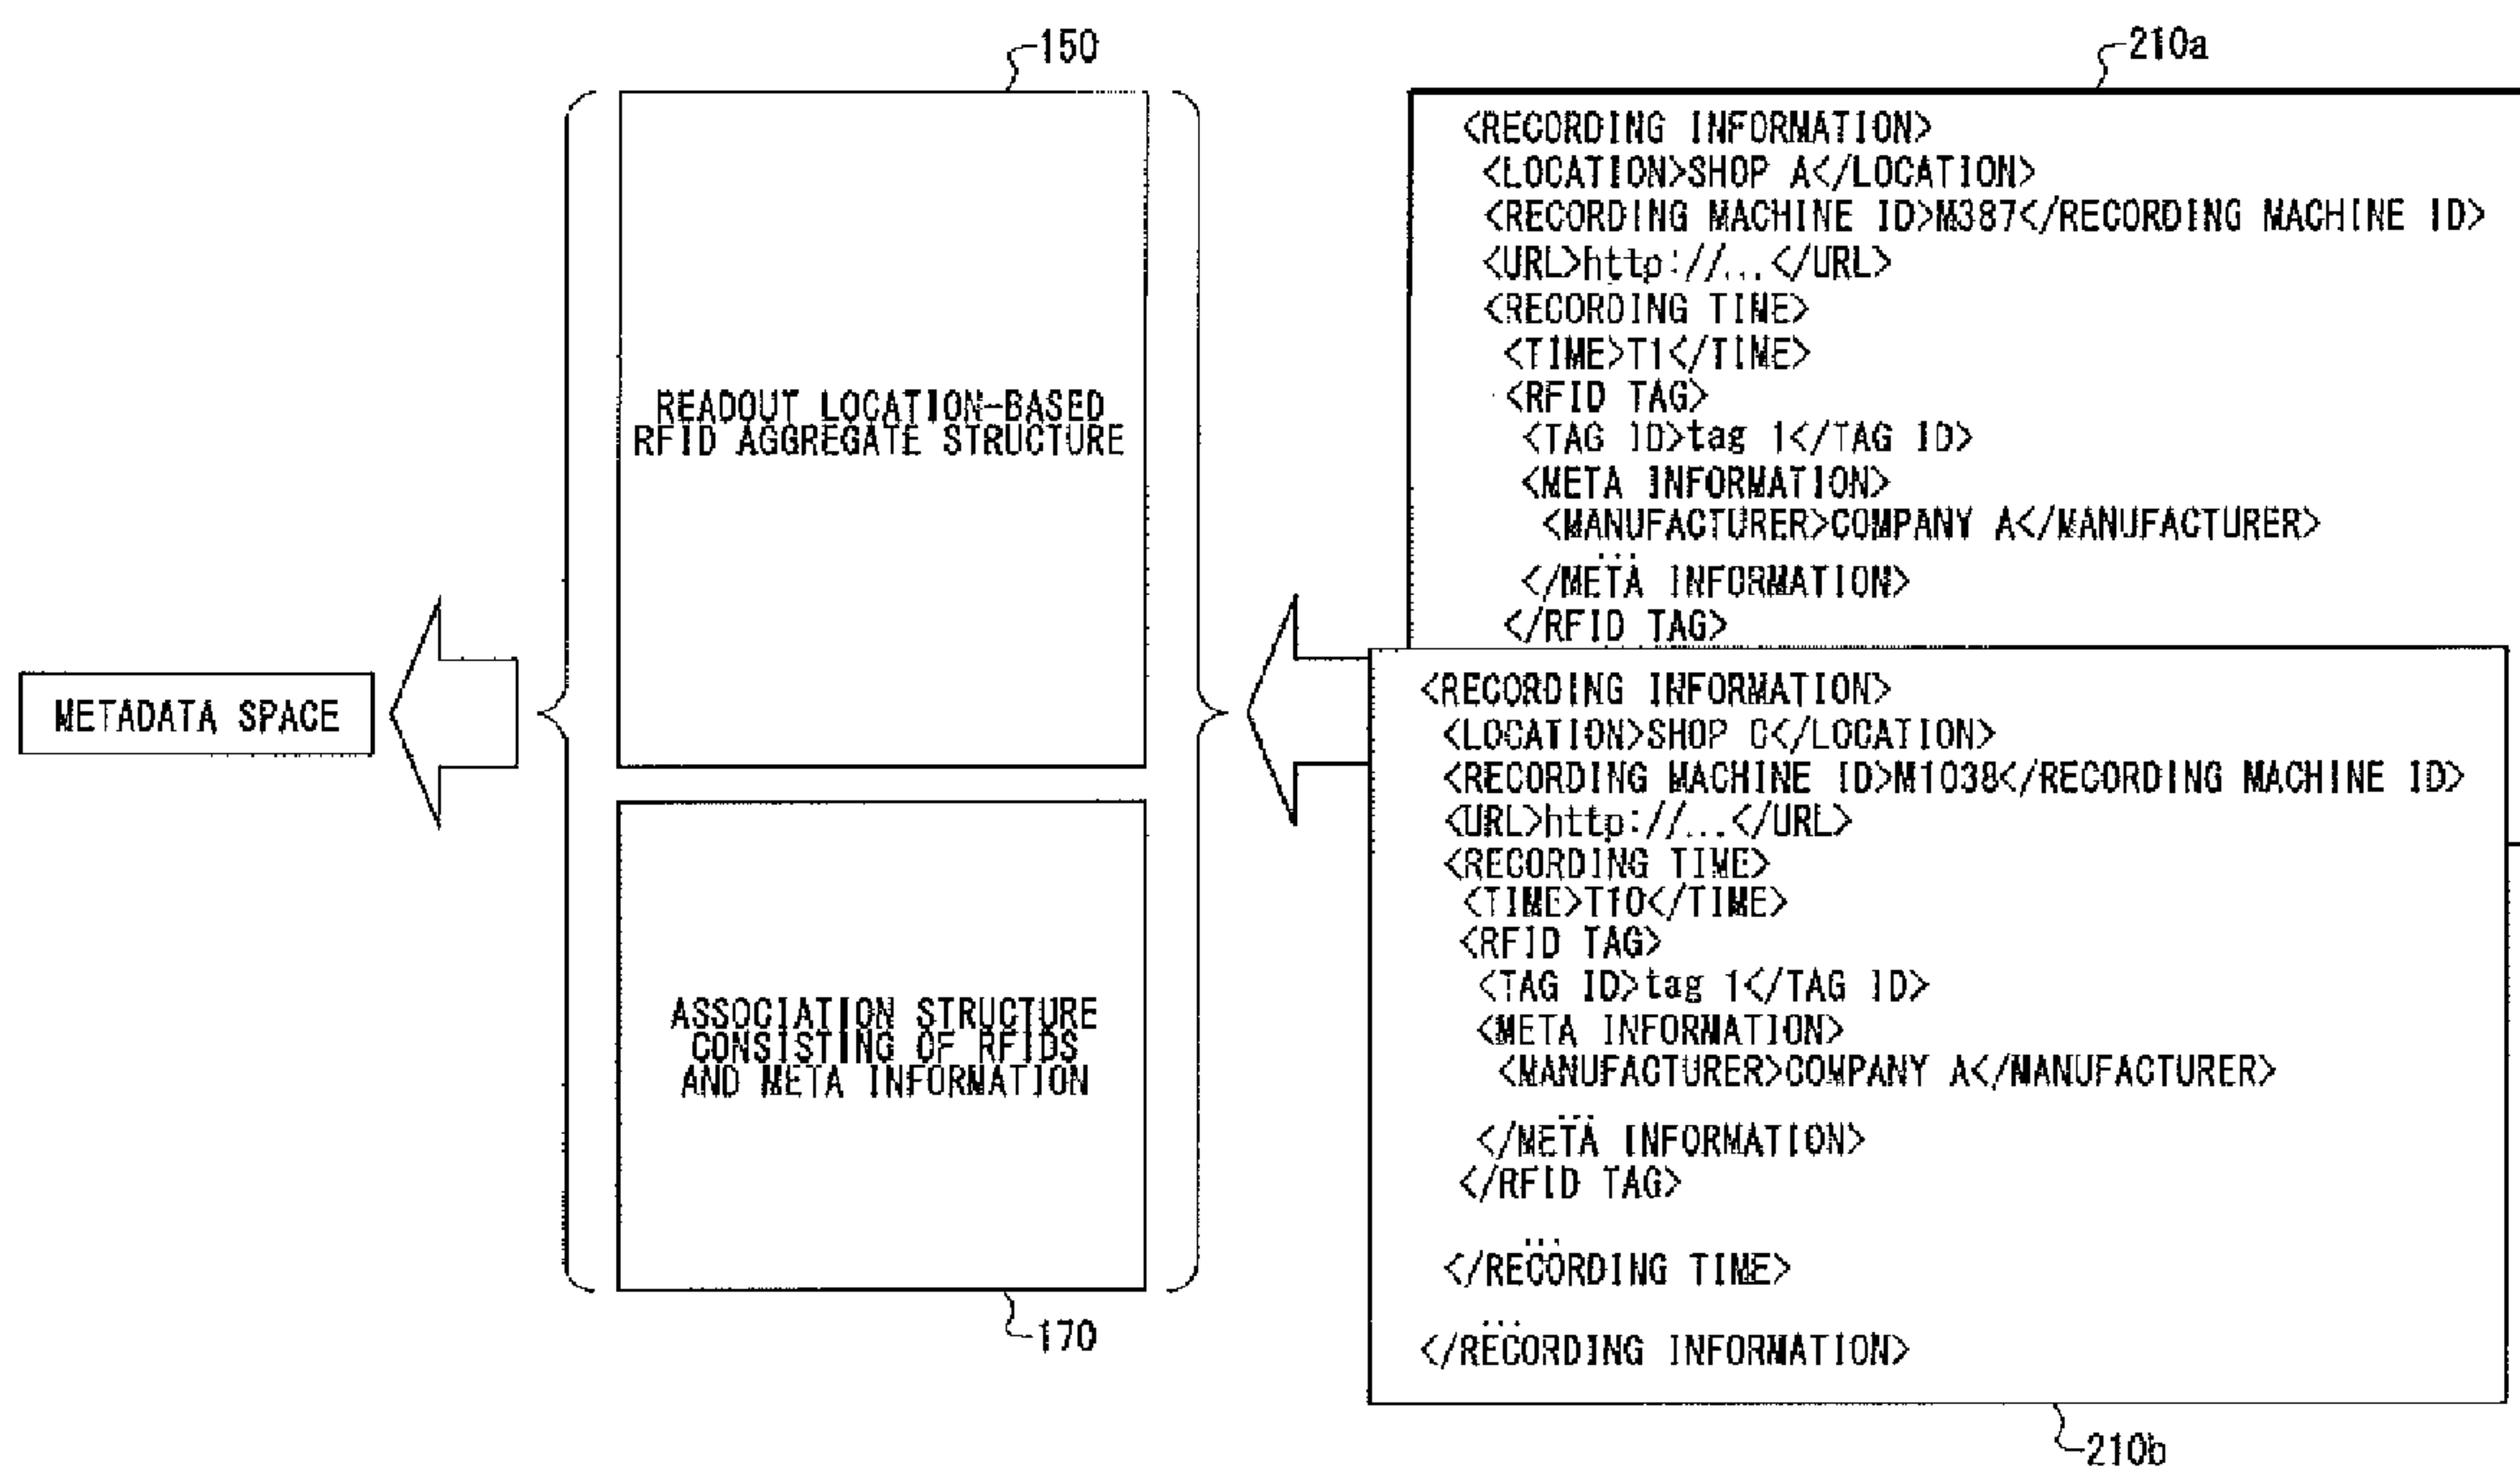 150
210a
METADATA SPACE
READOUT LOCATION-BASED
RFID AGGREGATE STRUCTURE
ASSOCIATION STRUCTURE
CONSISTING OF RFIDS
AND META INFORMATION
170
<RECORDING INFORMATION>
<LOCATION>SHOP A</LOCATION>
<RECORDING MACHINE ID>M387</RECORDING MACHINE ID>
<URL>http://...</URL>
<RECORDING TIME>
<TIME>T1</TIME>
<RFID TAG>
<TAG ID>tag 1</TAG ID>
<META INFORMATION>
<MANUFACTURER>COMPANY A</MANUFACTURER>
...
</META INFORMATION>
</RFID TAG>
<RECORDING INFORMATION>
<LOCATION>SHOP C</LOCATION>
<RECORDING MACHINE ID>M1038</RECORDING MACHINE ID>
<URL>http://...</URL>
<RECORDING TIME>
<TIME>T10</TIME>
<RFID TAG>
<TAG ID>tag 1</TAG ID>
<META INFORMATION>
<MANUFACTURER>COMPANY A</MANUFACTURER>
...
</META INFORMATION>
</RFID TAG>
...
</RECORDING TIME>
...
</RECORDING INFORMATION>
210b